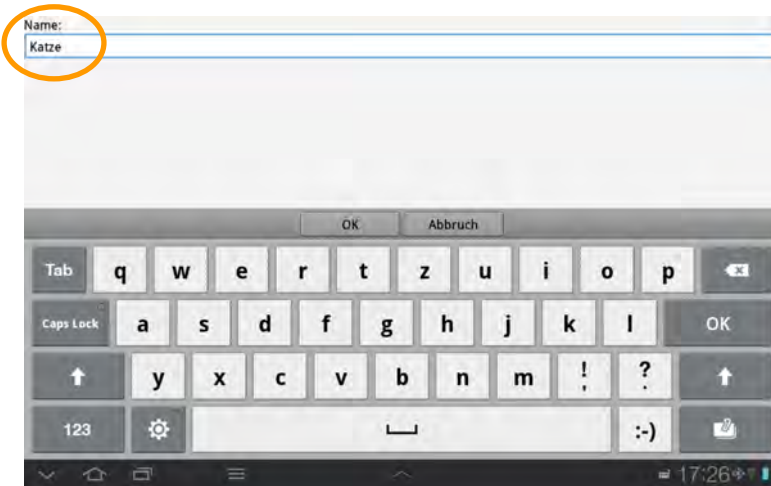 Name:
Katze
OK Abbruch
Tab q w e r t z u i o p
Caps Lock a s d f g h j k l OK
y x c v b n m ! , ? .
123 :-)
17:26